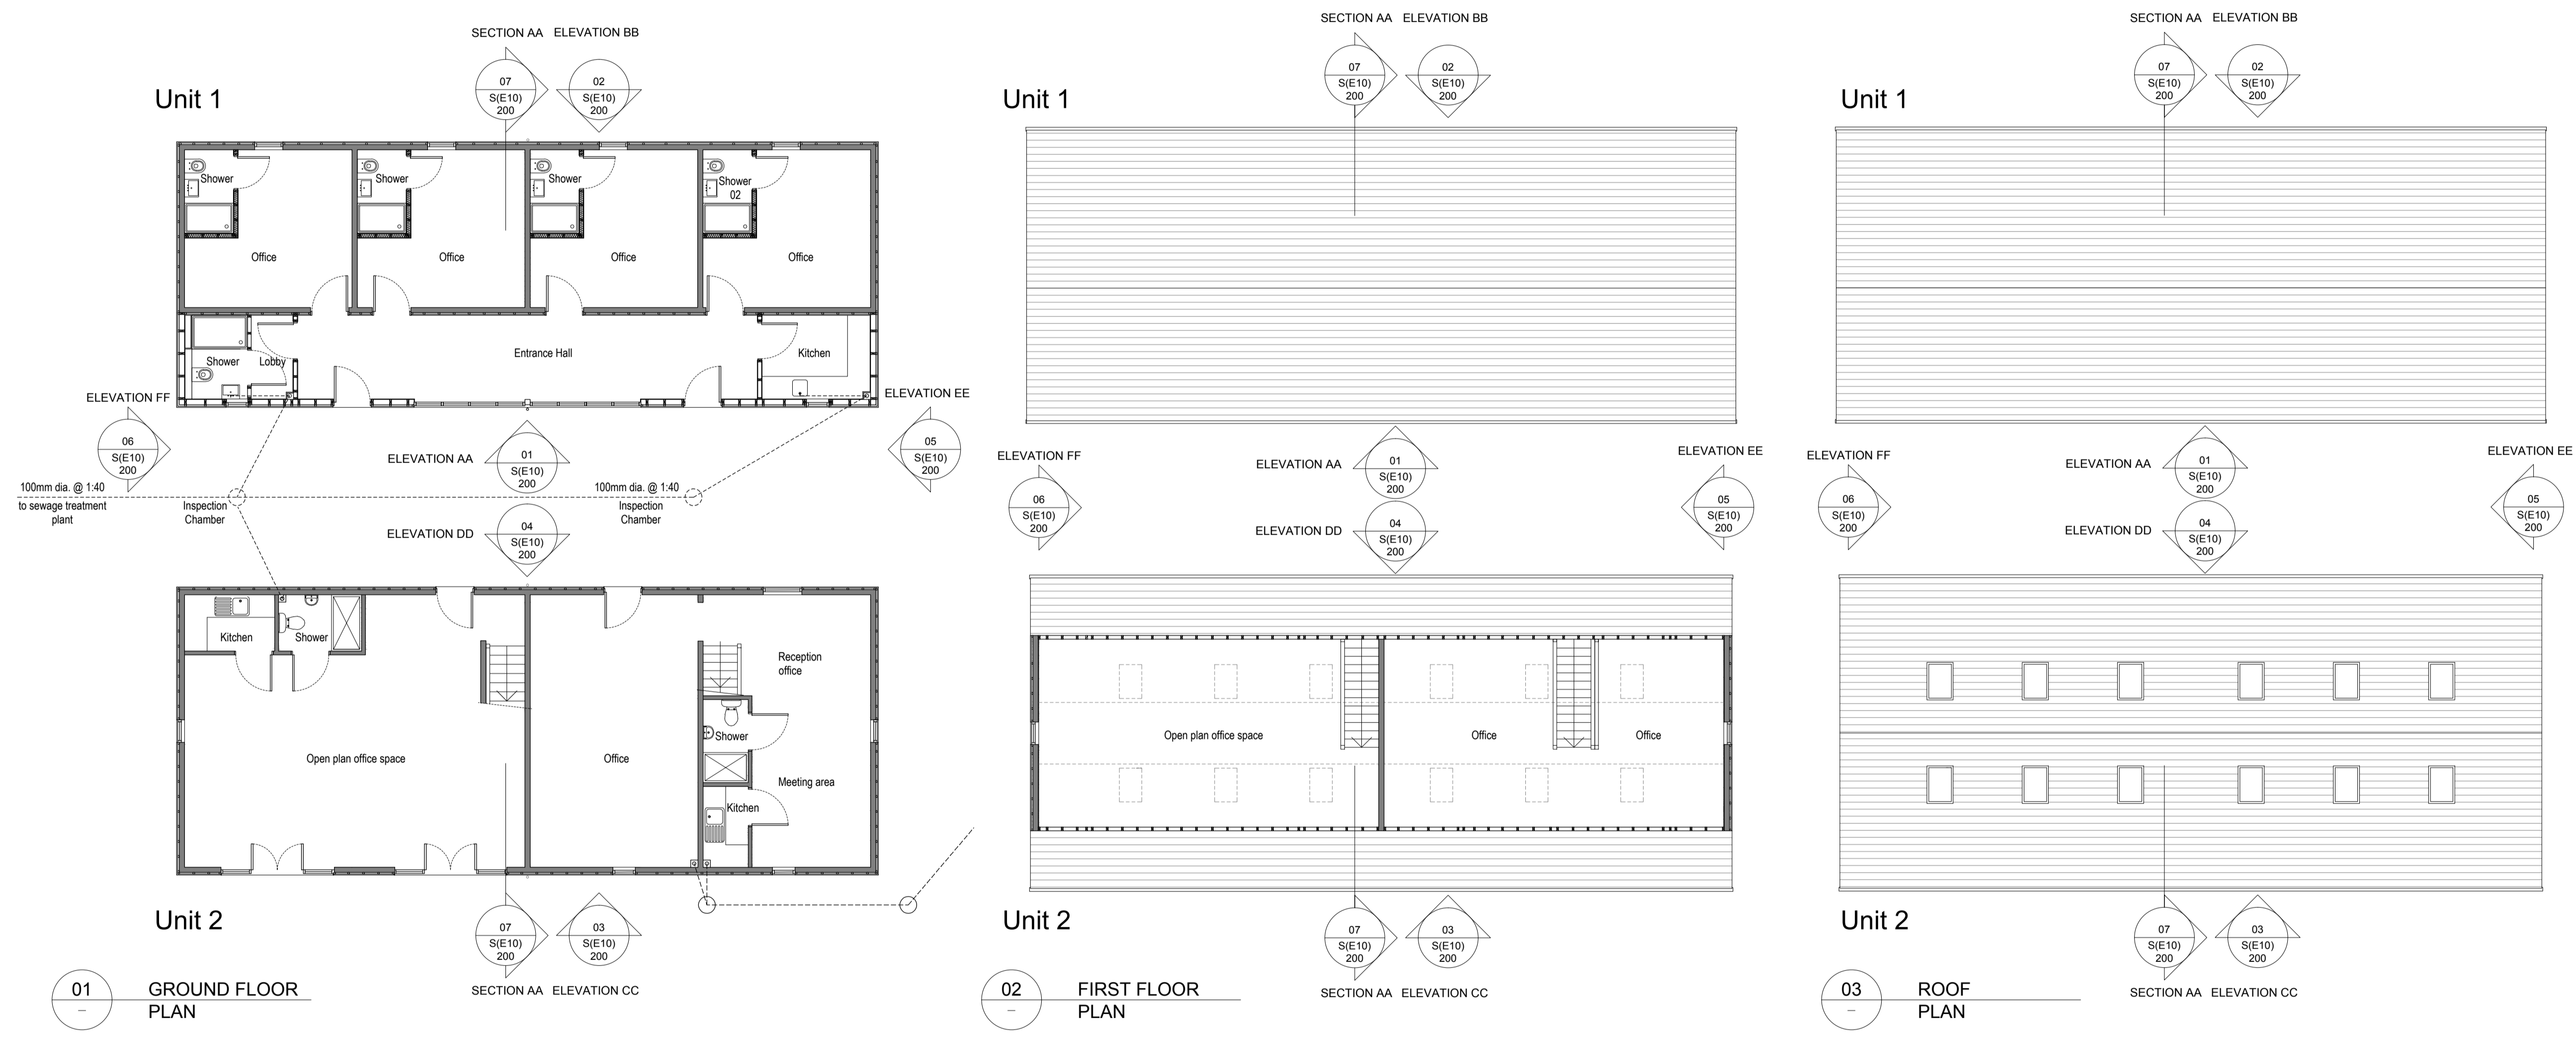 SECTION AA
ELEVATION BB
07
S(E10)
200
02
S(E10)
200
Unit 1
Shower
Shower
Shower
Shower
02
Office
Office
Office
Office
Shower
Lobby
Entrance Hall
Kitchen
ELEVATION FF
06
S(E10)
200
ELEVATION EE
05
S(E10)
200
ELEVATION AA
01
S(E10)
200
100mm dia. @ 1:40
to sewage treatment
plant
Inspection
Chamber
100mm dia. @ 1:40
Inspection
Chamber
ELEVATION DD
04
S(E10)
200
Kitchen
Shower
Open plan office space
Office
Reception
office
Shower
Meeting area
Kitchen
Unit 2
07
S(E10)
200
03
S(E10)
200
SECTION AA
ELEVATION CC
01
–
GROUND FLOOR
PLAN
SECTION AA
ELEVATION BB
07
S(E10)
200
02
S(E10)
200
Unit 1
ELEVATION FF
06
S(E10)
200
ELEVATION AA
01
S(E10)
200
ELEVATION EE
05
S(E10)
200
ELEVATION DD
04
S(E10)
200
Open plan office space
Office
Office
Unit 2
07
S(E10)
200
03
S(E10)
200
SECTION AA
ELEVATION CC
02
–
FIRST FLOOR
PLAN
SECTION AA
ELEVATION BB
07
S(E10)
200
02
S(E10)
200
Unit 1
ELEVATION FF
06
S(E10)
200
ELEVATION AA
01
S(E10)
200
ELEVATION EE
05
S(E10)
200
ELEVATION DD
04
S(E10)
200
Unit 2
07
S(E10)
200
03
S(E10)
200
SECTION AA
ELEVATION CC
03
–
ROOF
PLAN